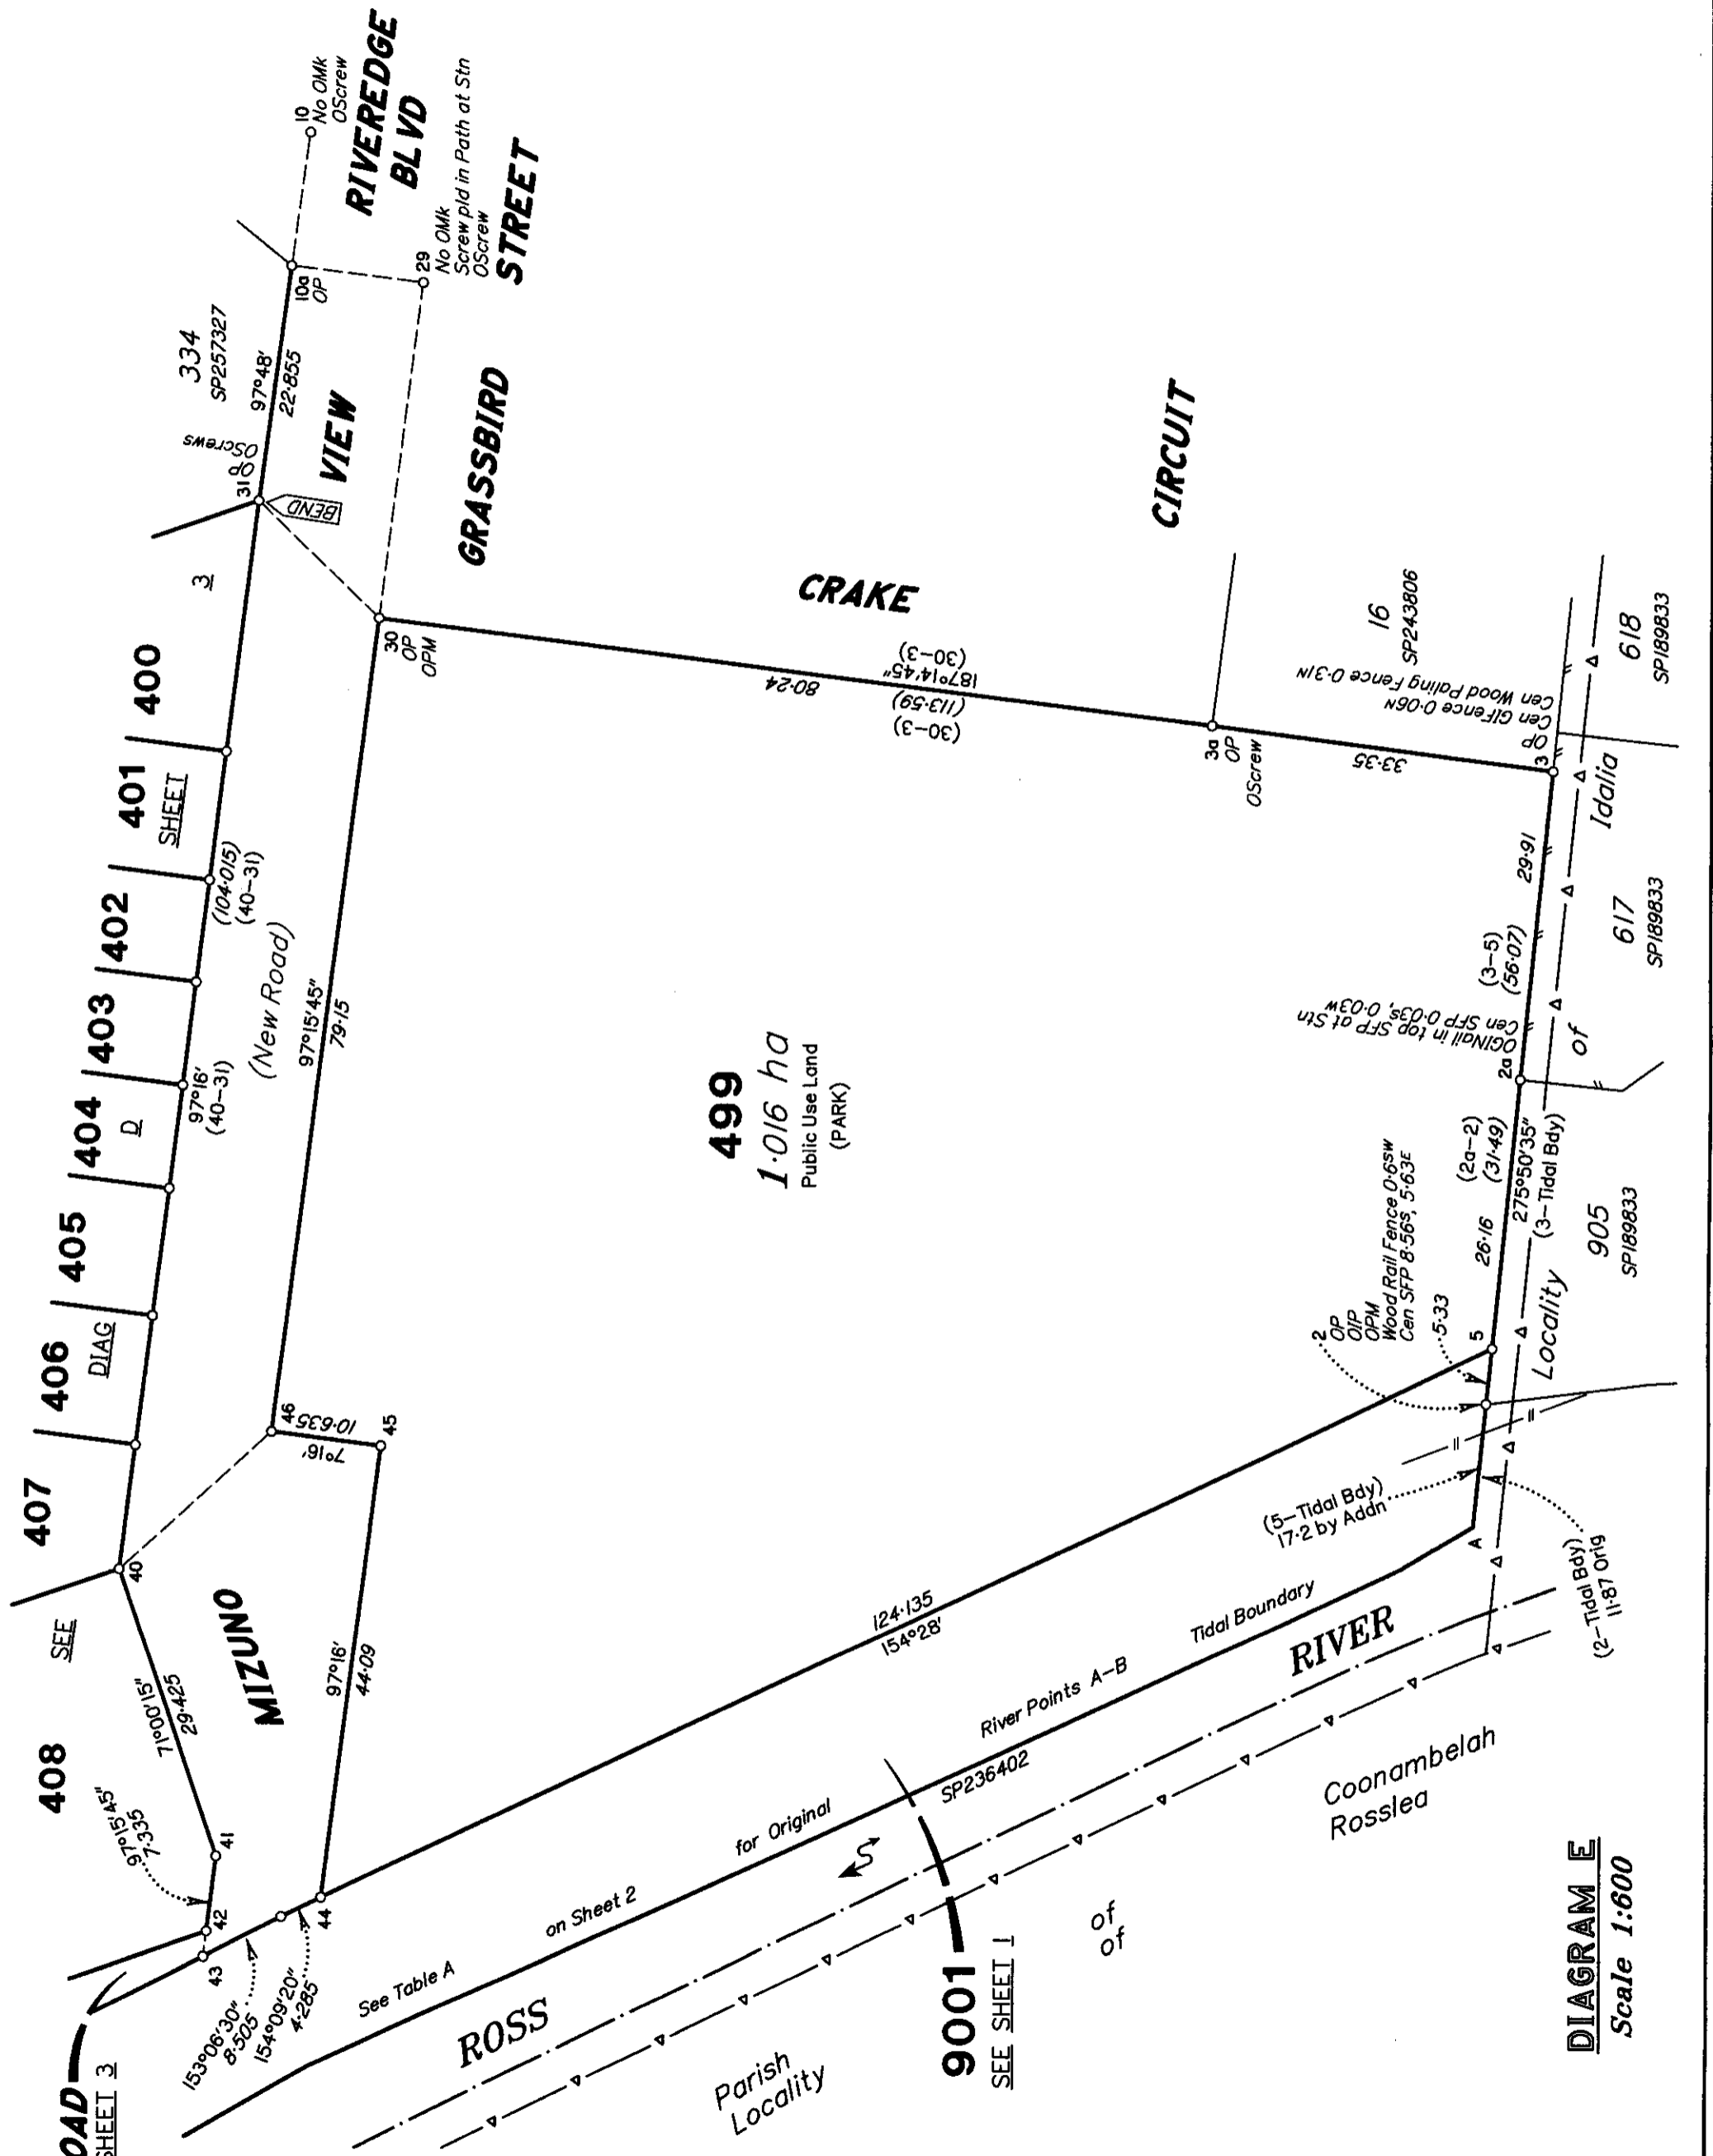 OAD
SHEET 3
408
SEE
407
406
DIAG
405
404
D
403
402
401
SHEET
400
3
334
SP257327
97°48'
22·855
31
OP
OScrews
BEND
10a
OP
10
No OMk
OScrew
RIVEREDGE
BLVD
29
No OMk
Screw pld in Path at Stn
OScrew
STREET
VIEW
GRASSBIRD
97°15'45"
7·335
42
41
43
71°00'15"
29·425
40
MIZUNO
153°06'30"
8·505
154°09'20"
4·285
44
97°16'
44·09
45
46
7°16'
10·635
97°16'
(40–31)
(104·015)
(40–31)
(New Road)
97°15'45"
79·15
30
OP
OPM
CRAKE
CIRCUIT
80·24
(30–3)
(113·59)
187°14'45"
(30–3)
3a
OP
OScrew
33·35
16
SP243806
Cen Wood Paling Fence 0·31N
Cen GIFence 0·06N
OP
3
499
1·016 ha
Public Use Land
(PARK)
124·135
154°28'
29·91
(3–5)
(56·07)
OGINail in top SFP at Stn
Cen SFP 0·03S, 0·03W
2a
(2a–2)
(31·49)
26·16
275°50'35"
(3–Tidal Bdy)
2
OP
OIP
OPM
Wood Rail Fence 0·6SW
Cen SFP 8·56S, 5·63E
5·33
5
(5–Tidal Bdy)
17·2 by Addn
A
(2–Tidal Bdy)
11·87 Orig
Locality
of
Idalia
905
SP189833
617
SP189833
618
SP189833
See Table A
on Sheet 2
for Original
River Points A–B
Tidal Boundary
SP236402
ROSS
RIVER
Parish
Locality
of
of
Coonambelah
Rosslea
9001
SEE SHEET 1
DIAGRAM E
Scale 1:600